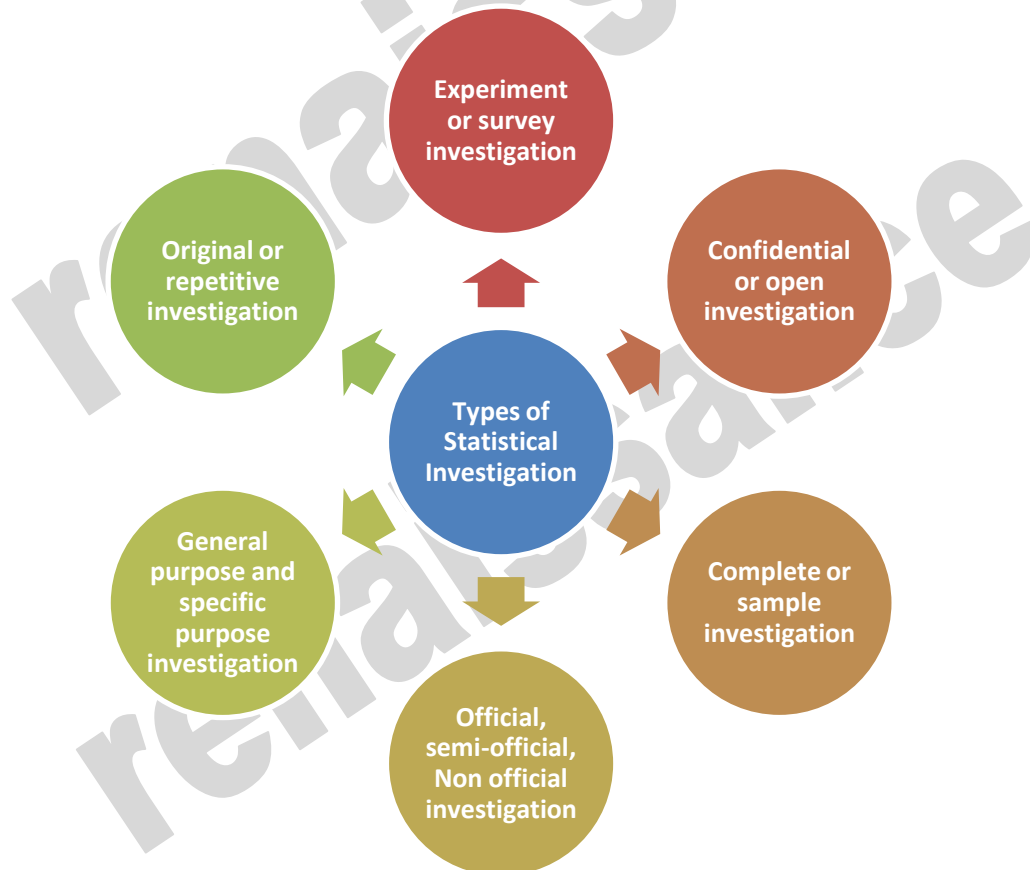 Experiment
or survey
investigation
Confidential
or open
investigation
Complete or
sample
investigation
Official,
semi-official,
Non official
investigation
General
purpose and
specific
purpose
investigation
Original or
repetitive
investigation
Types of
Statistical
Investigation